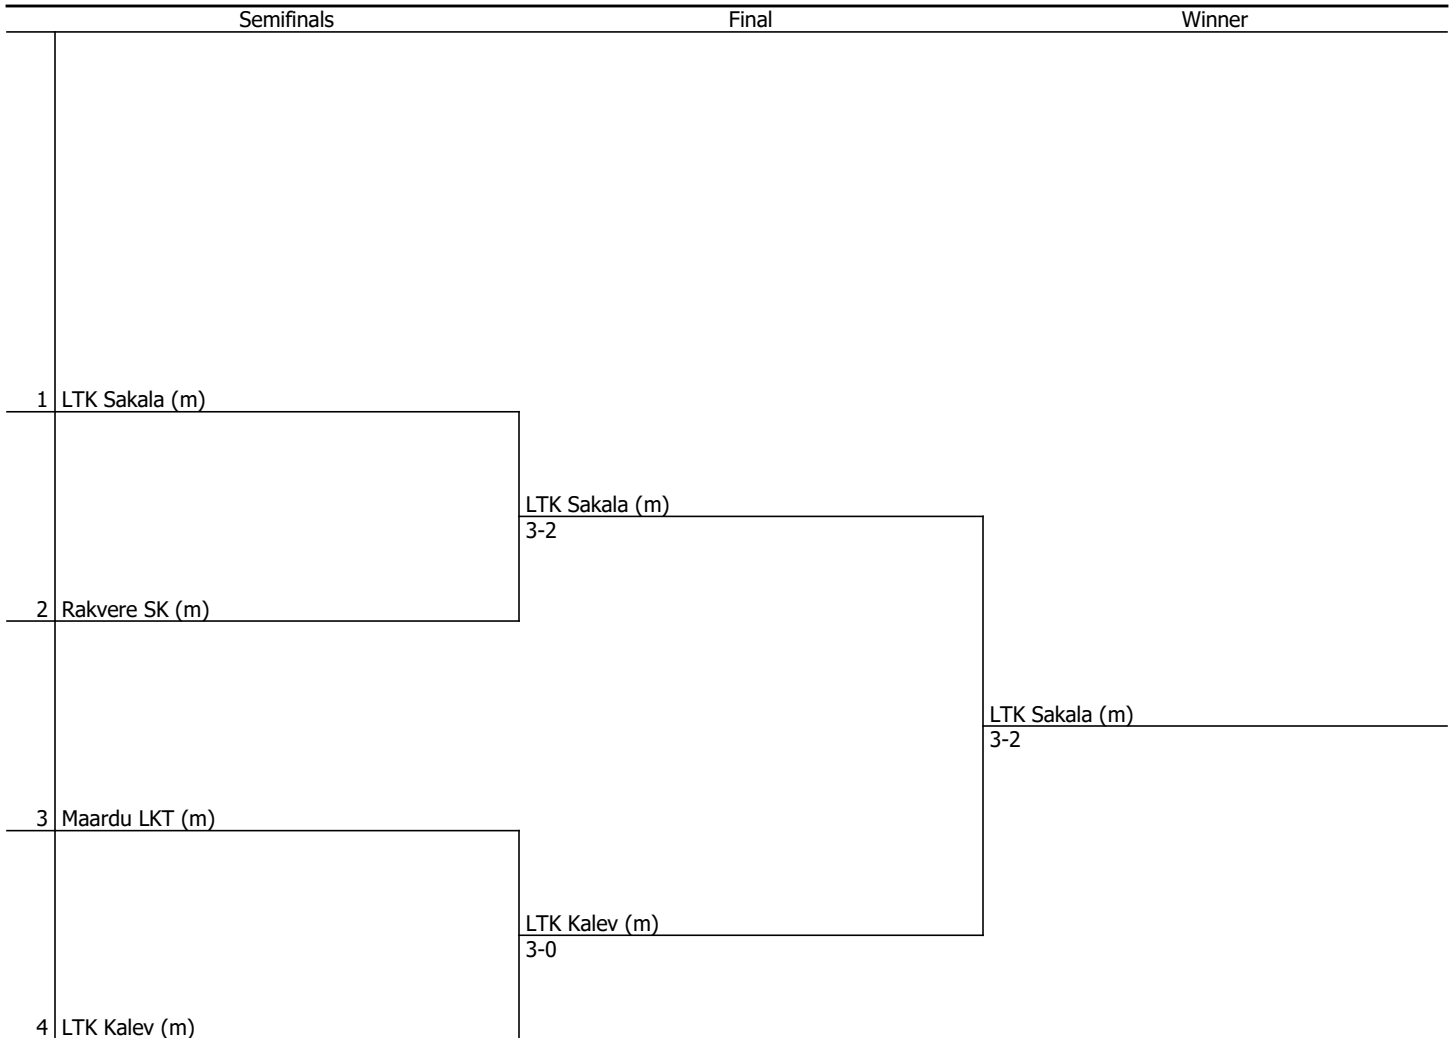 Semifinals Final Winner
1 LTK Sakala (m)
LTK Sakala (m)
3-2
2 Rakvere SK (m)
LTK Sakala (m)
3-2
3 Maardu LKT (m)
LTK Kalev (m)
3-0
4 LTK Kalev (m)